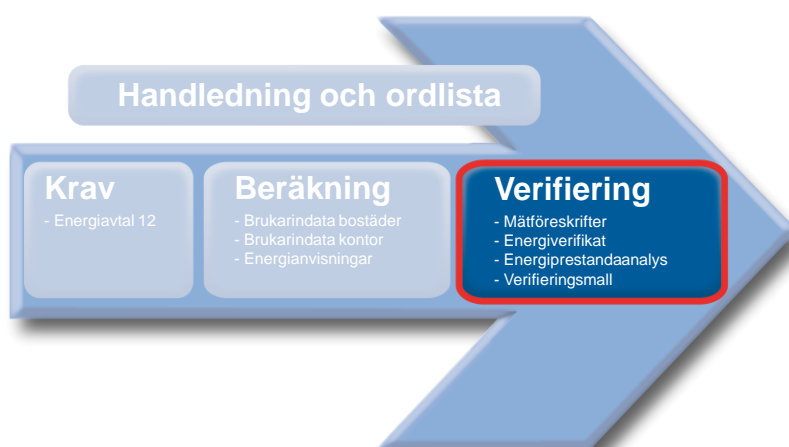 Handledning och ordlista
Krav
- Energiavtal 12
Beräkning
- Brukarindata bostäder
- Brukarindata kontor
- Energianvisningar
Verifiering
- Mätföreskrifter
- Energiverifikat
- Energiprestandaanalys
- Verifieringsmall